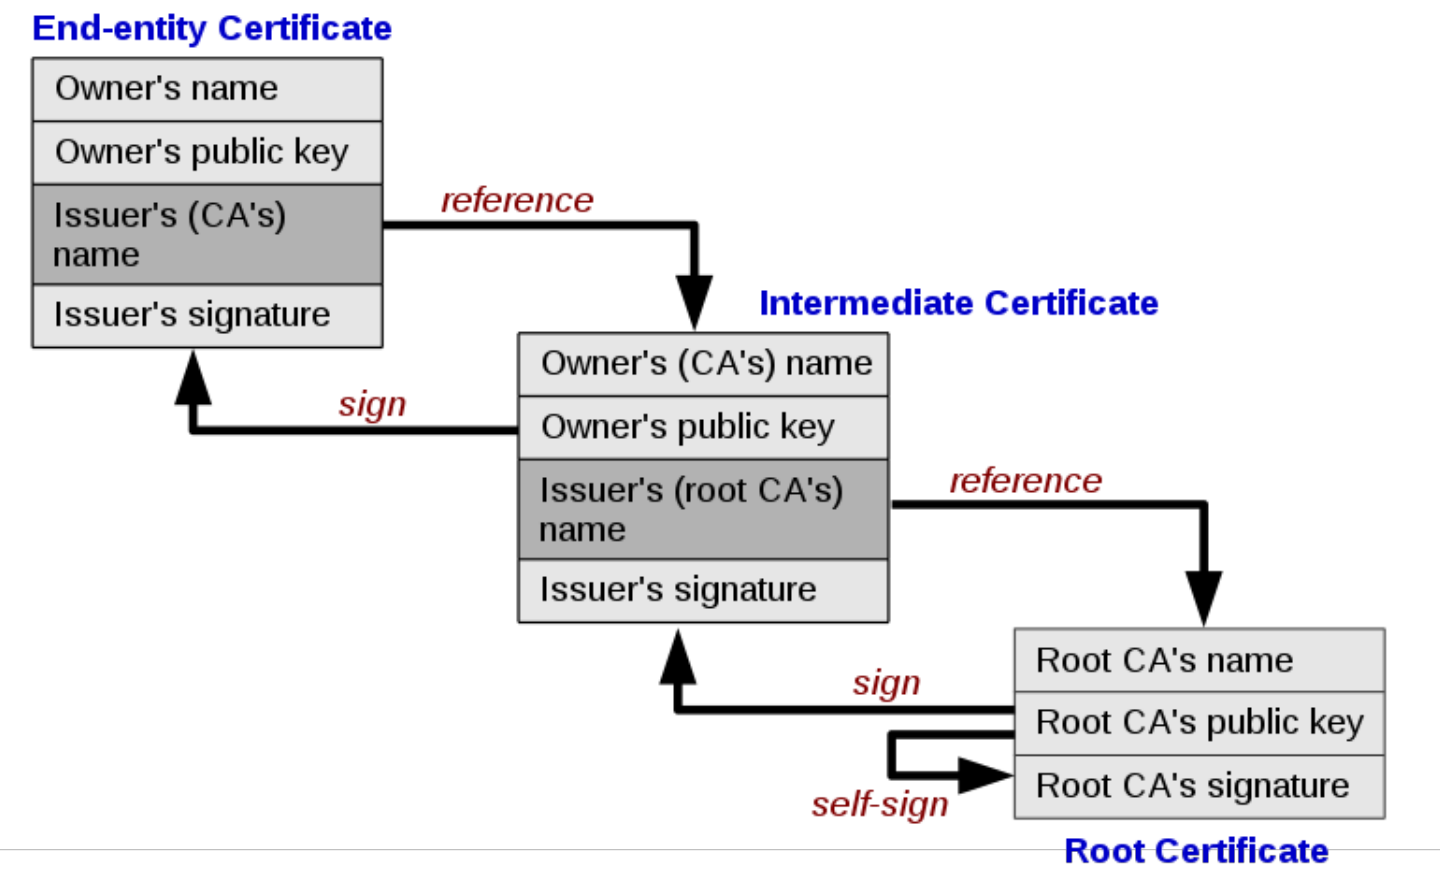 End-entity Certificate
Owner's name
Owner's public key
Issuer's (CA's)
name
Issuer's signature
reference
sign
Intermediate Certificate
Owner's (CA's) name
Owner's public key
Issuer's (root CA's)
name
Issuer's signature
reference
sign
self-sign
Root CA's name
Root CA's public key
Root CA's signature
Root Certificate